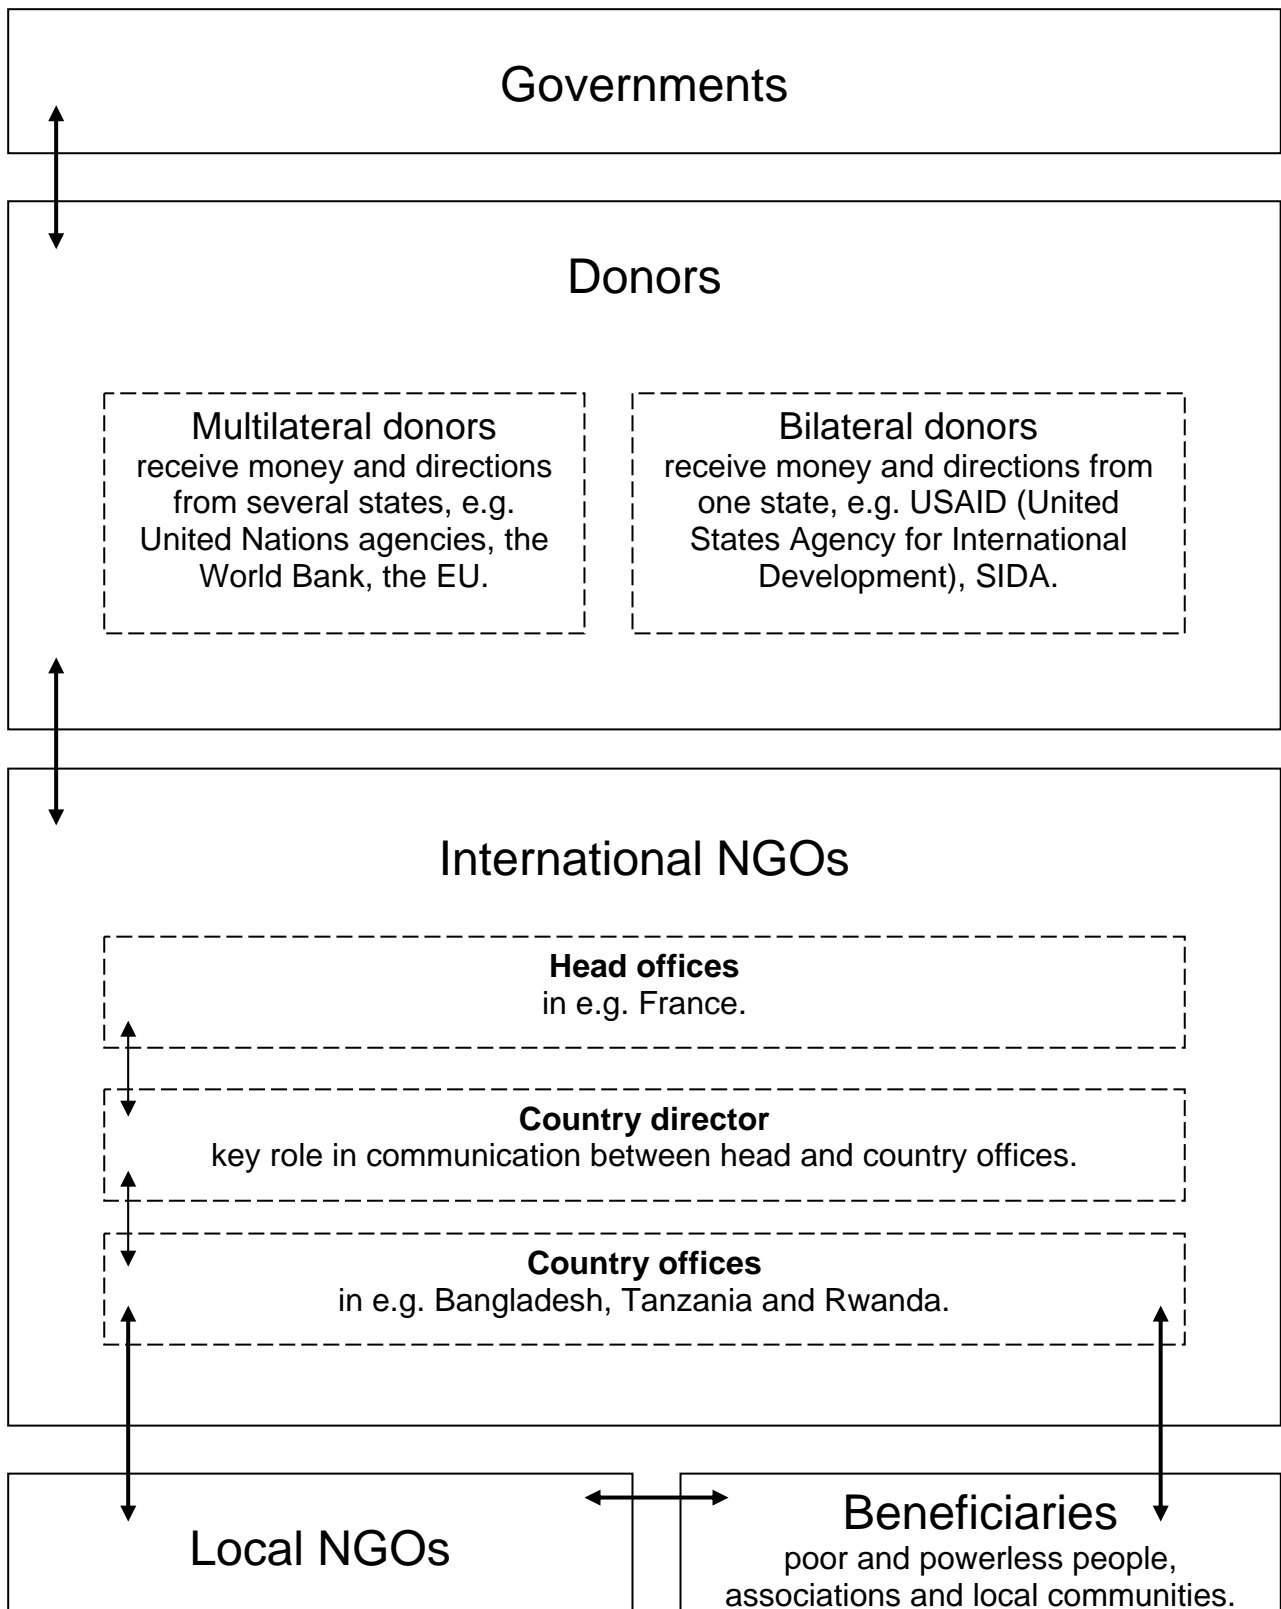 Governments
Donors
Multilateral donors
receive money and directions
from several states, e.g.
United Nations agencies, the
World Bank, the EU.
Bilateral donors
receive money and directions from
one state, e.g. USAID (United
States Agency for International
Development), SIDA.
International NGOs
Head offices
in e.g. France.
Country director
key role in communication between head and country offices.
Country offices
in e.g. Bangladesh, Tanzania and Rwanda.
Local NGOs
Beneficiaries
poor and powerless people,
associations and local communities.